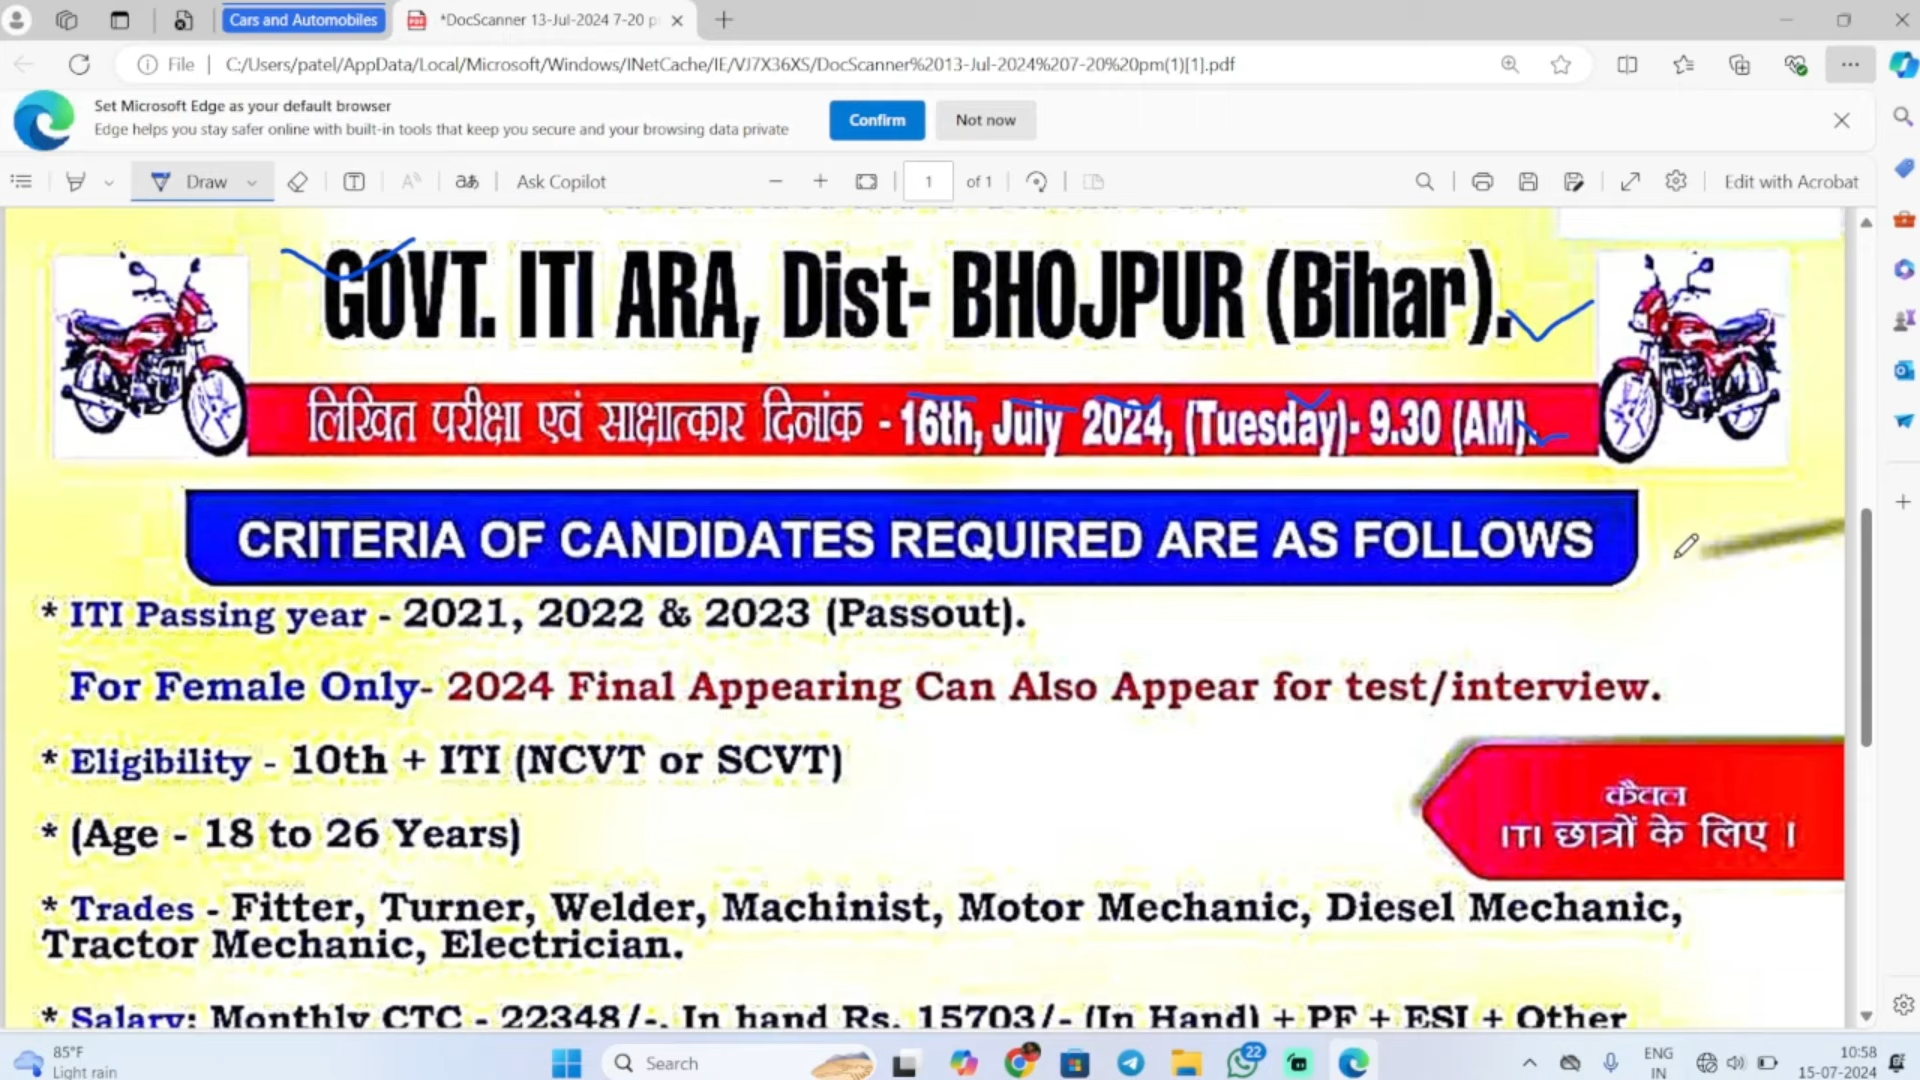 Cars and Automobiles
*DocScanner 13-Jul-2024 7-20 p
File
C:/Users/patel/AppData/Local/Microsoft/Windows/INetCache/IE/VJ7X36XS/DocScanner%2013-Jul-2024%207-20%20pm(1)[1].pdf
Set Microsoft Edge as your default browser
Edge helps you stay safer online with built-in tools that keep you secure and your browsing data private
Confirm
Not now
Draw
aあ
Ask Copilot
1 of 1
Edit with Acrobat
GOVT. ITI ARA, Dist- BHOJPUR (Bihar).
लिखित परीक्षा एवं साक्षात्कार दिनांक - 16th, July 2024, (Tuesday)- 9.30 (AM).
CRITERIA OF CANDIDATES REQUIRED ARE AS FOLLOWS
* ITI Passing year - 2021, 2022 & 2023 (Passout).
For Female Only- 2024 Final Appearing Can Also Appear for test/interview.
* Eligibility - 10th + ITI (NCVT or SCVT)
* (Age - 18 to 26 Years)
केवल
ITI छात्रों के लिए ।
* Trades - Fitter, Turner, Welder, Machinist, Motor Mechanic, Diesel Mechanic,
Tractor Mechanic, Electrician.
* Salary: Monthly CTC - 22348/-, In hand Rs. 15703/- (In Hand) + PF + ESI + Other
85°F
Light rain
Search
22
ENG
IN
10:58
15-07-2024